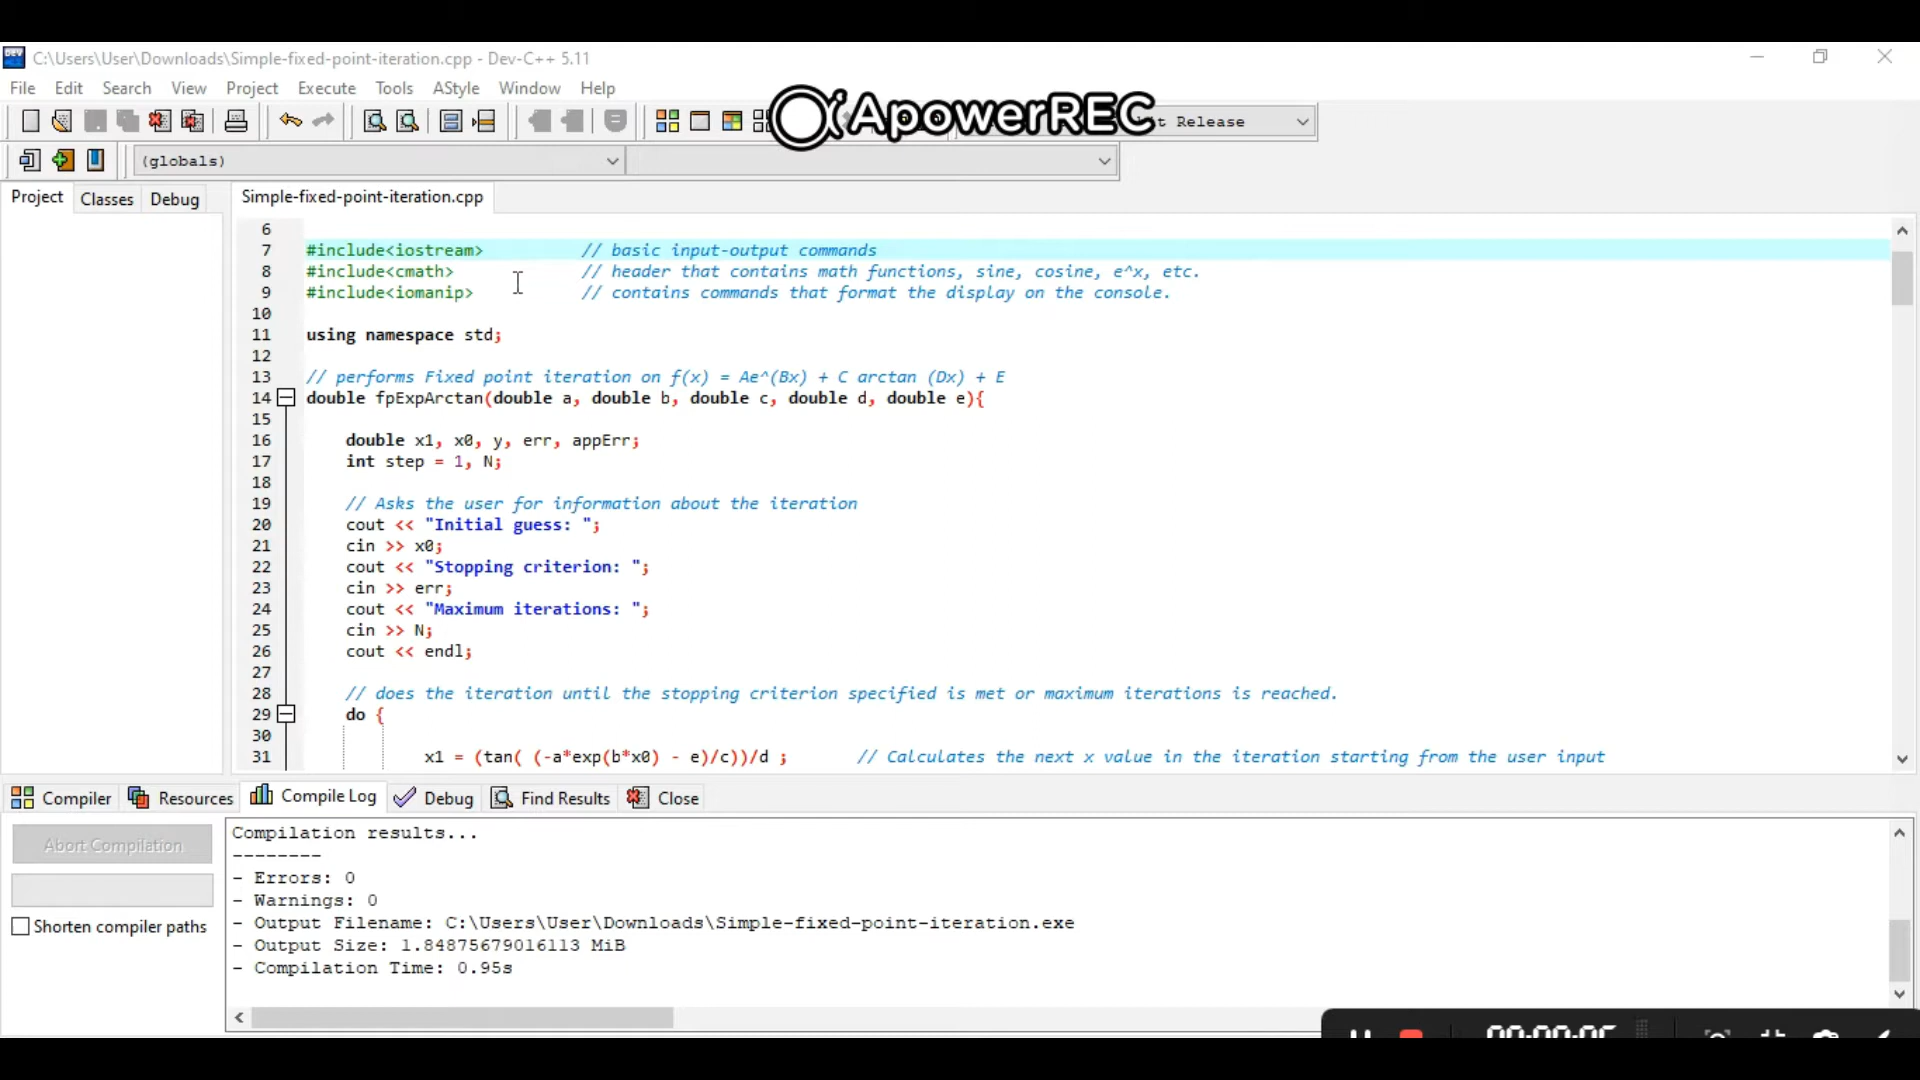 C:\Users\User\Downloads\Simple-fixed-point-iteration.cpp - Dev-C++ 5.11
File Edit Search View Project Execute Tools AStyle Window Help
ApowerREC
Release
(globals)
Project Classes Debug
Simple-fixed-point-iteration.cpp
6
7 #include<iostream> // basic input-output commands
8 #include<cmath> // header that contains math functions, sine, cosine, e^x, etc.
9 #include<iomanip> // contains commands that format the display on the console.
10
11 using namespace std;
12
13 // performs Fixed point iteration on f(x) = Ae^(Bx) + C arctan (Dx) + E
14 double fpExpArctan(double a, double b, double c, double d, double e){
15
16 double x1, x0, y, err, appErr;
17 int step = 1, N;
18
19 // Asks the user for information about the iteration
20 cout << "Initial guess: ";
21 cin >> x0;
22 cout << "Stopping criterion: ";
23 cin >> err;
24 cout << "Maximum iterations: ";
25 cin >> N;
26 cout << endl;
27
28 // does the iteration until the stopping criterion specified is met or maximum iterations is reached.
29 do {
30
31 x1 = (tan( (-a*exp(b*x0) - e)/c))/d ; // Calculates the next x value in the iteration starting from the user input
Compiler Resources Compile Log Debug Find Results Close
Abort Compilation
Shorten compiler paths
Compilation results...
--------
- Errors: 0
- Warnings: 0
- Output Filename: C:\Users\User\Downloads\Simple-fixed-point-iteration.exe
- Output Size: 1.84875679016113 MiB
- Compilation Time: 0.95s